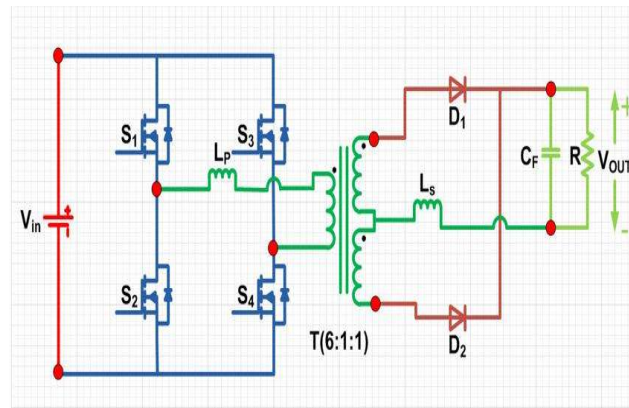 S1
S3
LP
D1
CF
R
VOUT
+
-
Vin
+
-
Ls
S2
S4
T(6:1:1)
D2